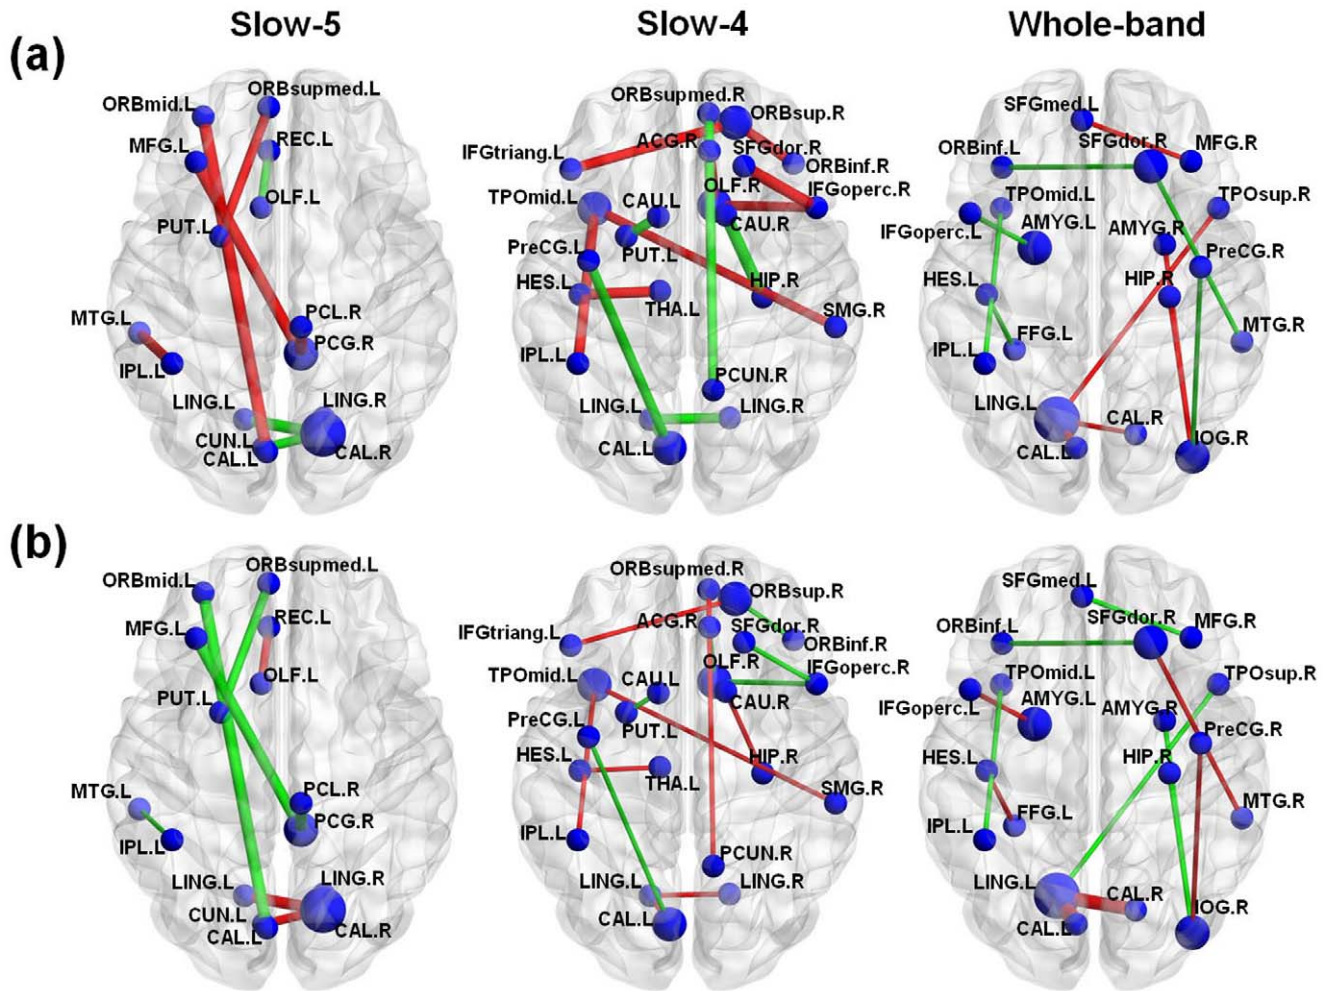 Slow-5 Slow-4 Whole-band
(a)
ORBmid.L ORBsupmed.L
MFG.L REC.L
OLF.L
PUT.L
PCL.R
MTG.L PCG.R
IPL.L
LING.L LING.R
CUN.L
CAL.L CAL.R
ORBsupmed.R
ORBsup.R
ACG.R SFGdor.R
IFGtriang.L ORBinf.R
OLF.R IFGoperc.R
TPOmid.L CAU.L
CAU.R
PreCG.L PUT.L
HES.L THA.L HIP.R
SMG.R
IPL.L
PCUN.R
LING.L LING.R
CAL.L
SFGmed.L
SFGdor.R MFG.R
ORBinf.L
TPOmid.L TPOsup.R
IFGoperc.L AMYG.L AMYG.R
PreCG.R
HES.L HIP.R
FFG.L MTG.R
IPL.L
LING.L CAL.R
IOG.R
CAL.L
(b)
ORBmid.L ORBsupmed.L
MFG.L REC.L
OLF.L
PUT.L
PCL.R
MTG.L PCG.R
IPL.L
LING.L LING.R
CUN.L
CAL.L CAL.R
ORBsupmed.R
ORBsup.R
ACG.R SFGdor.R
IFGtriang.L ORBinf.R
OLF.R IFGoperc.R
TPOmid.L CAU.L
CAU.R
PreCG.L PUT.L
HES.L THA.L HIP.R
SMG.R
IPL.L
PCUN.R
LING.L LING.R
CAL.L
SFGmed.L
SFGdor.R MFG.R
ORBinf.L
TPOmid.L TPOsup.R
IFGoperc.L AMYG.L AMYG.R
PreCG.R
HES.L HIP.R
FFG.L MTG.R
IPL.L
LING.L CAL.R
IOG.R
CAL.L